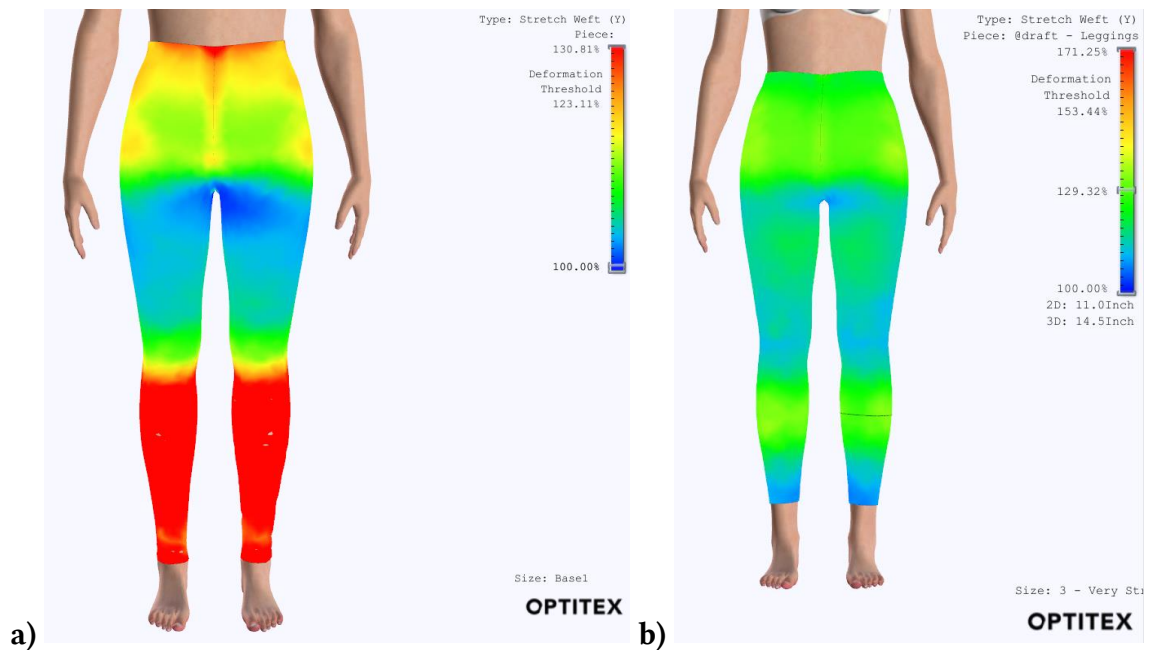 Type: Stretch Weft (Y)
Piece:
130.81%
Deformation
Threshold
123.11%
100.00%
Size: Base1
OPTITEX
a)
Type: Stretch Weft (Y)
Piece: @draft - Leggings
171.25%
Deformation
Threshold
153.44%
129.32%
100.00%
2D: 11.0Inch
3D: 14.5Inch
Size: 3 - Very Str
OPTITEX
b)